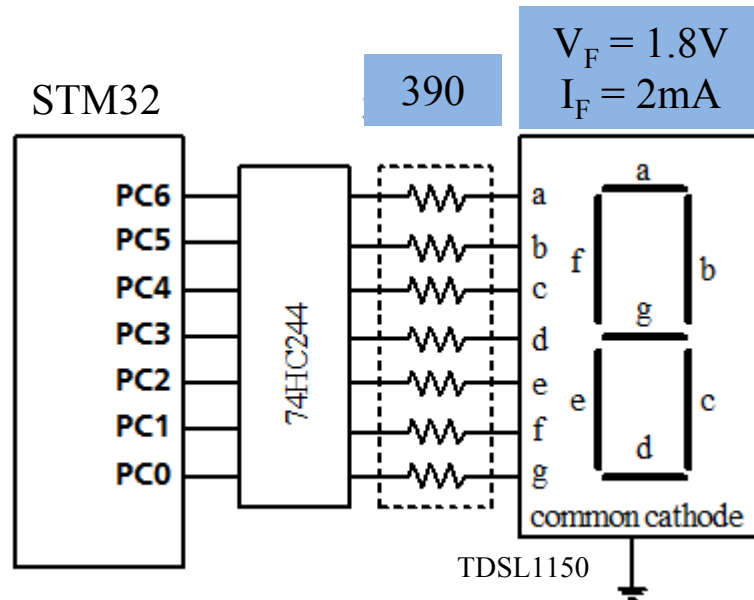 STM32
390
V_F = 1.8V
I_F = 2mA
PC6
PC5
PC4
PC3
PC2
PC1
PC0
74HC244
a
b
c
d
e
f
g
a
f
b
g
e
c
d
common cathode
TDSL1150